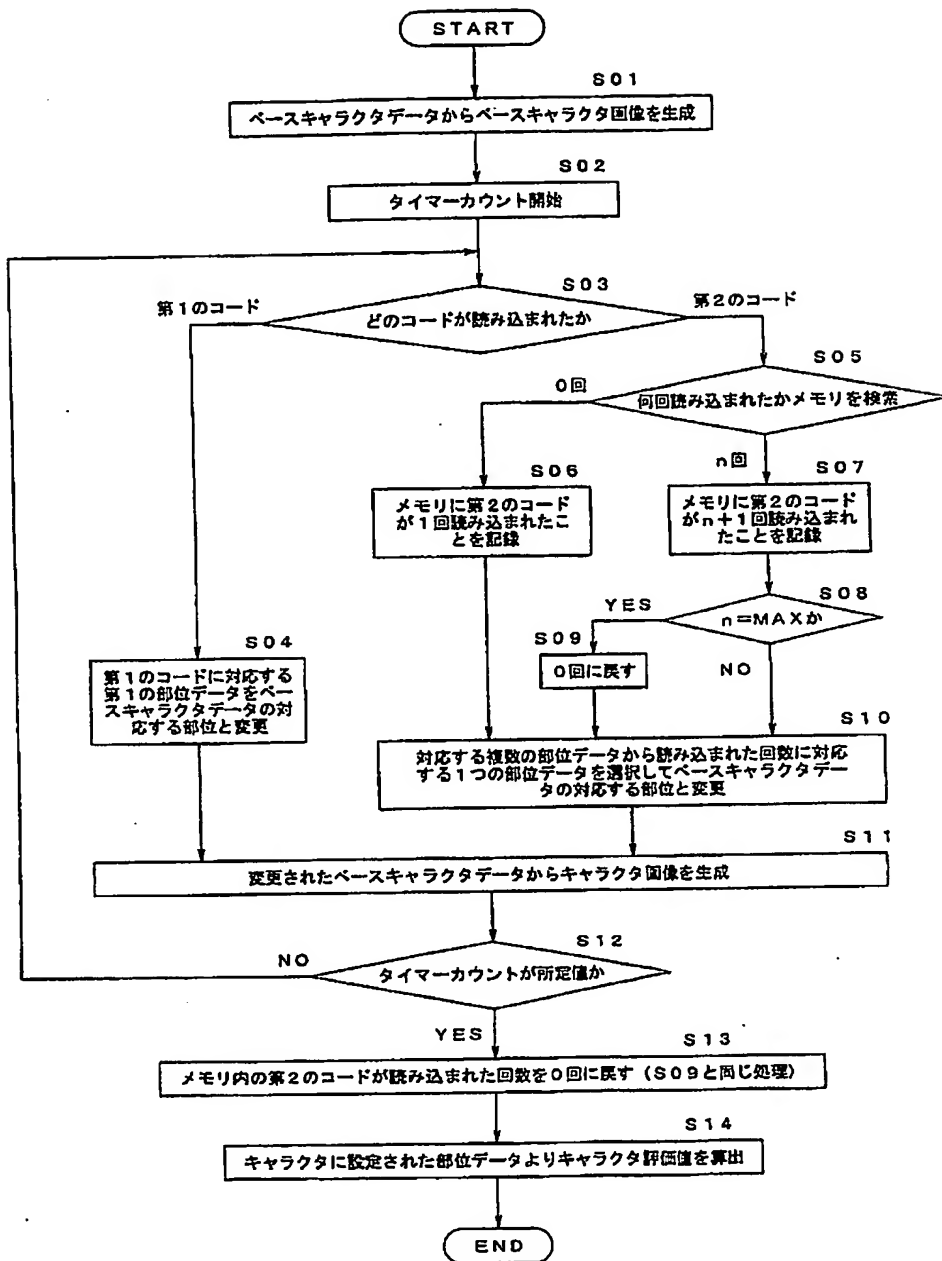 START
S01
ベースキャラクタデータからベースキャラクタ画像を生成
S02
タイマーカウント開始
S03
どのコードが読み込まれたか
第1のコード
第2のコード
S05
何回読み込まれたかメモリを検索
0回
n回
S06
メモリに第2のコード
が1回読み込まれたこ
とを記録
S07
メモリに第2のコード
がn+1回読み込まれ
たことを記録
S08
n=MAXか
YES
NO
S09
0回に戻す
S04
第1のコードに対応する
第1の部位データをベー
スキャラクタデータの対
応する部位と変更
S10
対応する複数の部位データから読み込まれた回数に対応
する1つの部位データを選択してベースキャラクタデー
タの対応する部位と変更
S11
変更されたベースキャラクタデータからキャラクタ画像を生成
S12
タイマーカウントが所定値か
NO
YES
S13
メモリ内の第2のコードが読み込まれた回数を0回に戻す(S09と同じ処理)
S14
キャラクタに設定された部位データよりキャラクタ評価値を算出
END